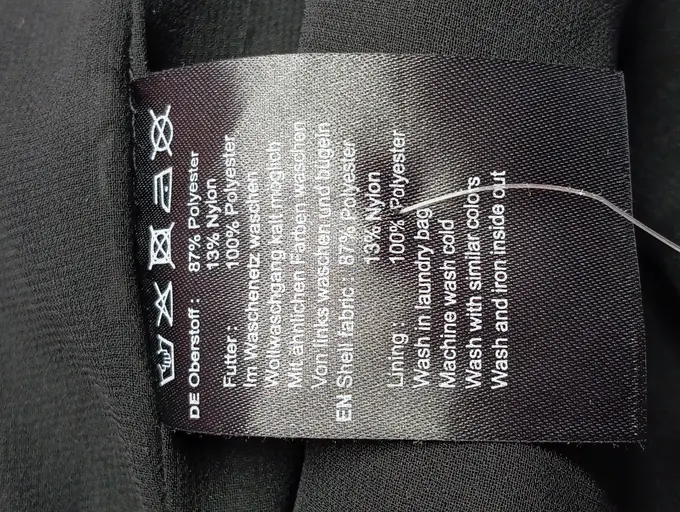 DE Oberstoff : 87% Polyester
13% Nylon
Futter : 100% Polyester
Im Waschenetz waschen
Wollwaschgang kalt möglich
Mit ähnlichen Farben waschen
Von links waschen und bügeln
EN Shell fabric : 87% Polyester
13% Nylon
Lining : 100% Polyester
Wash in laundry bag
Machine wash cold
Wash with similar colors
Wash and iron inside out